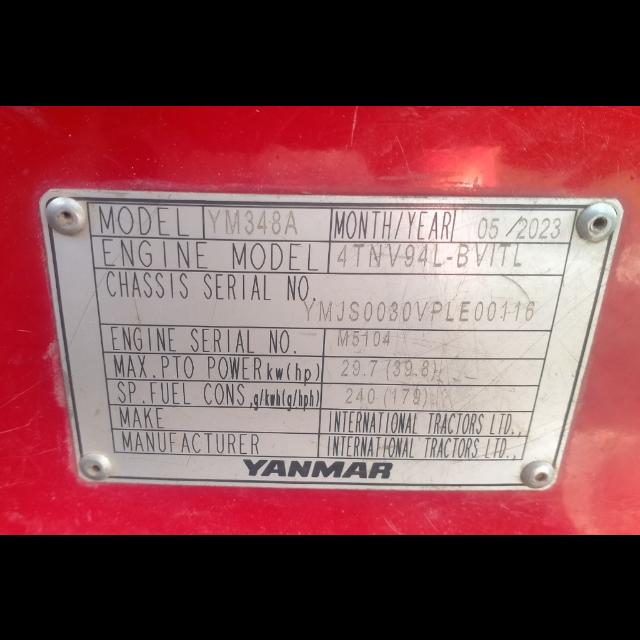 MODEL YM348A MONTH/YEAR 05/2023
ENGINE MODEL 4TNV94L-BVITL
CHASSIS SERIAL NO.
YMJS0030VPLE00116
ENGINE SERIAL NO. M5104
MAX. PTO POWER kw(hp) 29.7 (39.8)
SP. FUEL CONS. g/kwh(g/hph) 240 (179)
MAKE INTERNATIONAL TRACTORS LTD.,
MANUFACTURER INTERNATIONAL TRACTORS LTD.,
YANMAR